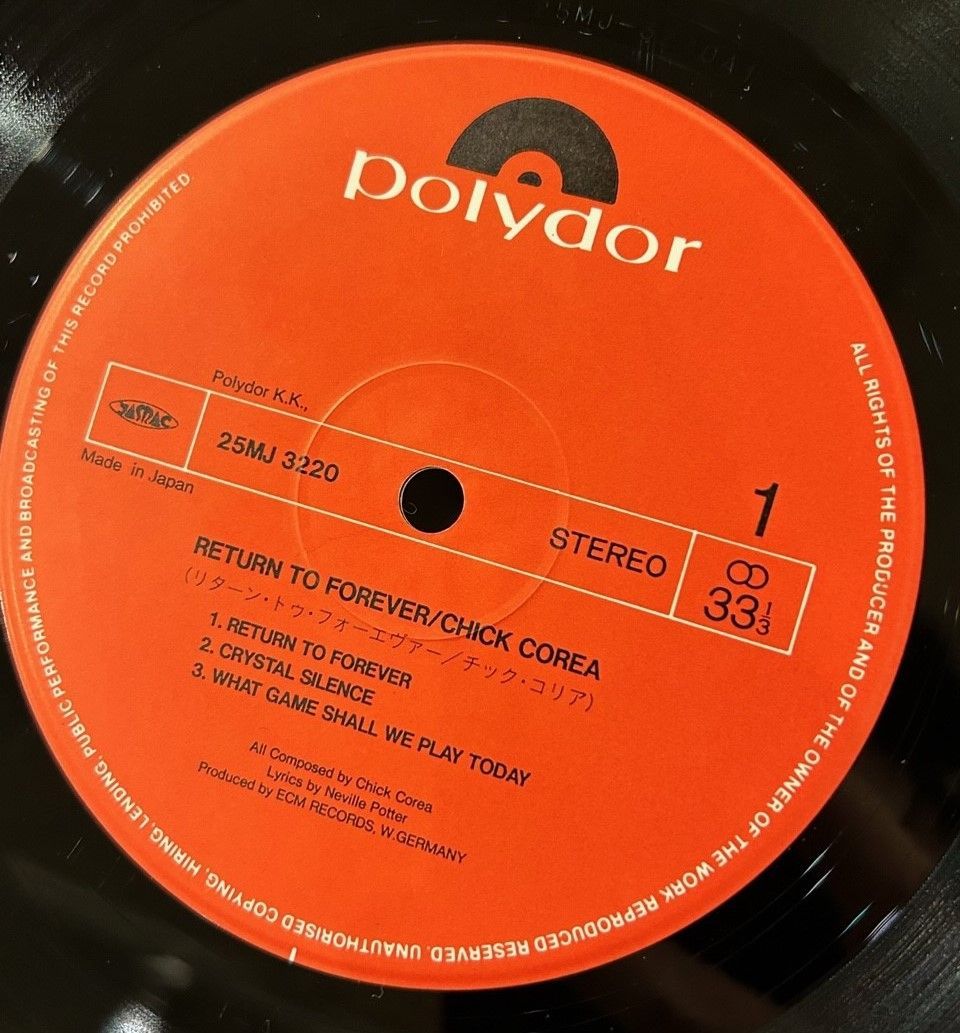 polydor
Polydor K.K.,
JASRAC
25MJ 3220
Made in Japan
STEREO
1
33 1/3
RETURN TO FOREVER/CHICK COREA
(リターン・トゥ・フォーエヴァー/チック・コリア)
1. RETURN TO FOREVER
2. CRYSTAL SILENCE
3. WHAT GAME SHALL WE PLAY TODAY
All Composed by Chick Corea
Lyrics by Neville Potter
Produced by ECM RECORDS, W.GERMANY
ALL RIGHTS OF THE PRODUCER AND OF THE OWNER OF THE WORK REPRODUCED RESERVED. UNAUTHORISED COPYING, HIRING, LENDING, PUBLIC PERFORMANCE AND BROADCASTING OF THIS RECORD PROHIBITED.